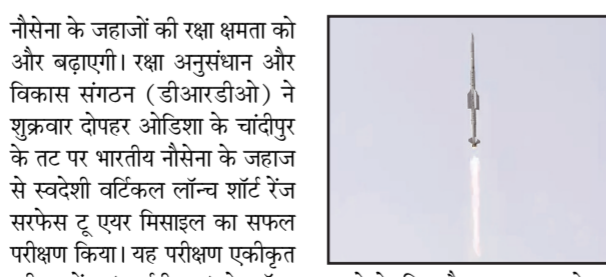 नौसेना के जहाजों की रक्षा क्षमता को
और बढ़ाएगी। रक्षा अनुसंधान और
विकास संगठन (डीआरडीओ) ने
शुक्रवार दोपहर ओडिशा के चांदीपुर
के तट पर भारतीय नौसेना के जहाज
से स्वदेशी वर्टिकल लॉन्च शॉर्ट रेंज
सरफेस टू एयर मिसाइल का सफल
परीक्षण किया। यह परीक्षण एकीकृत